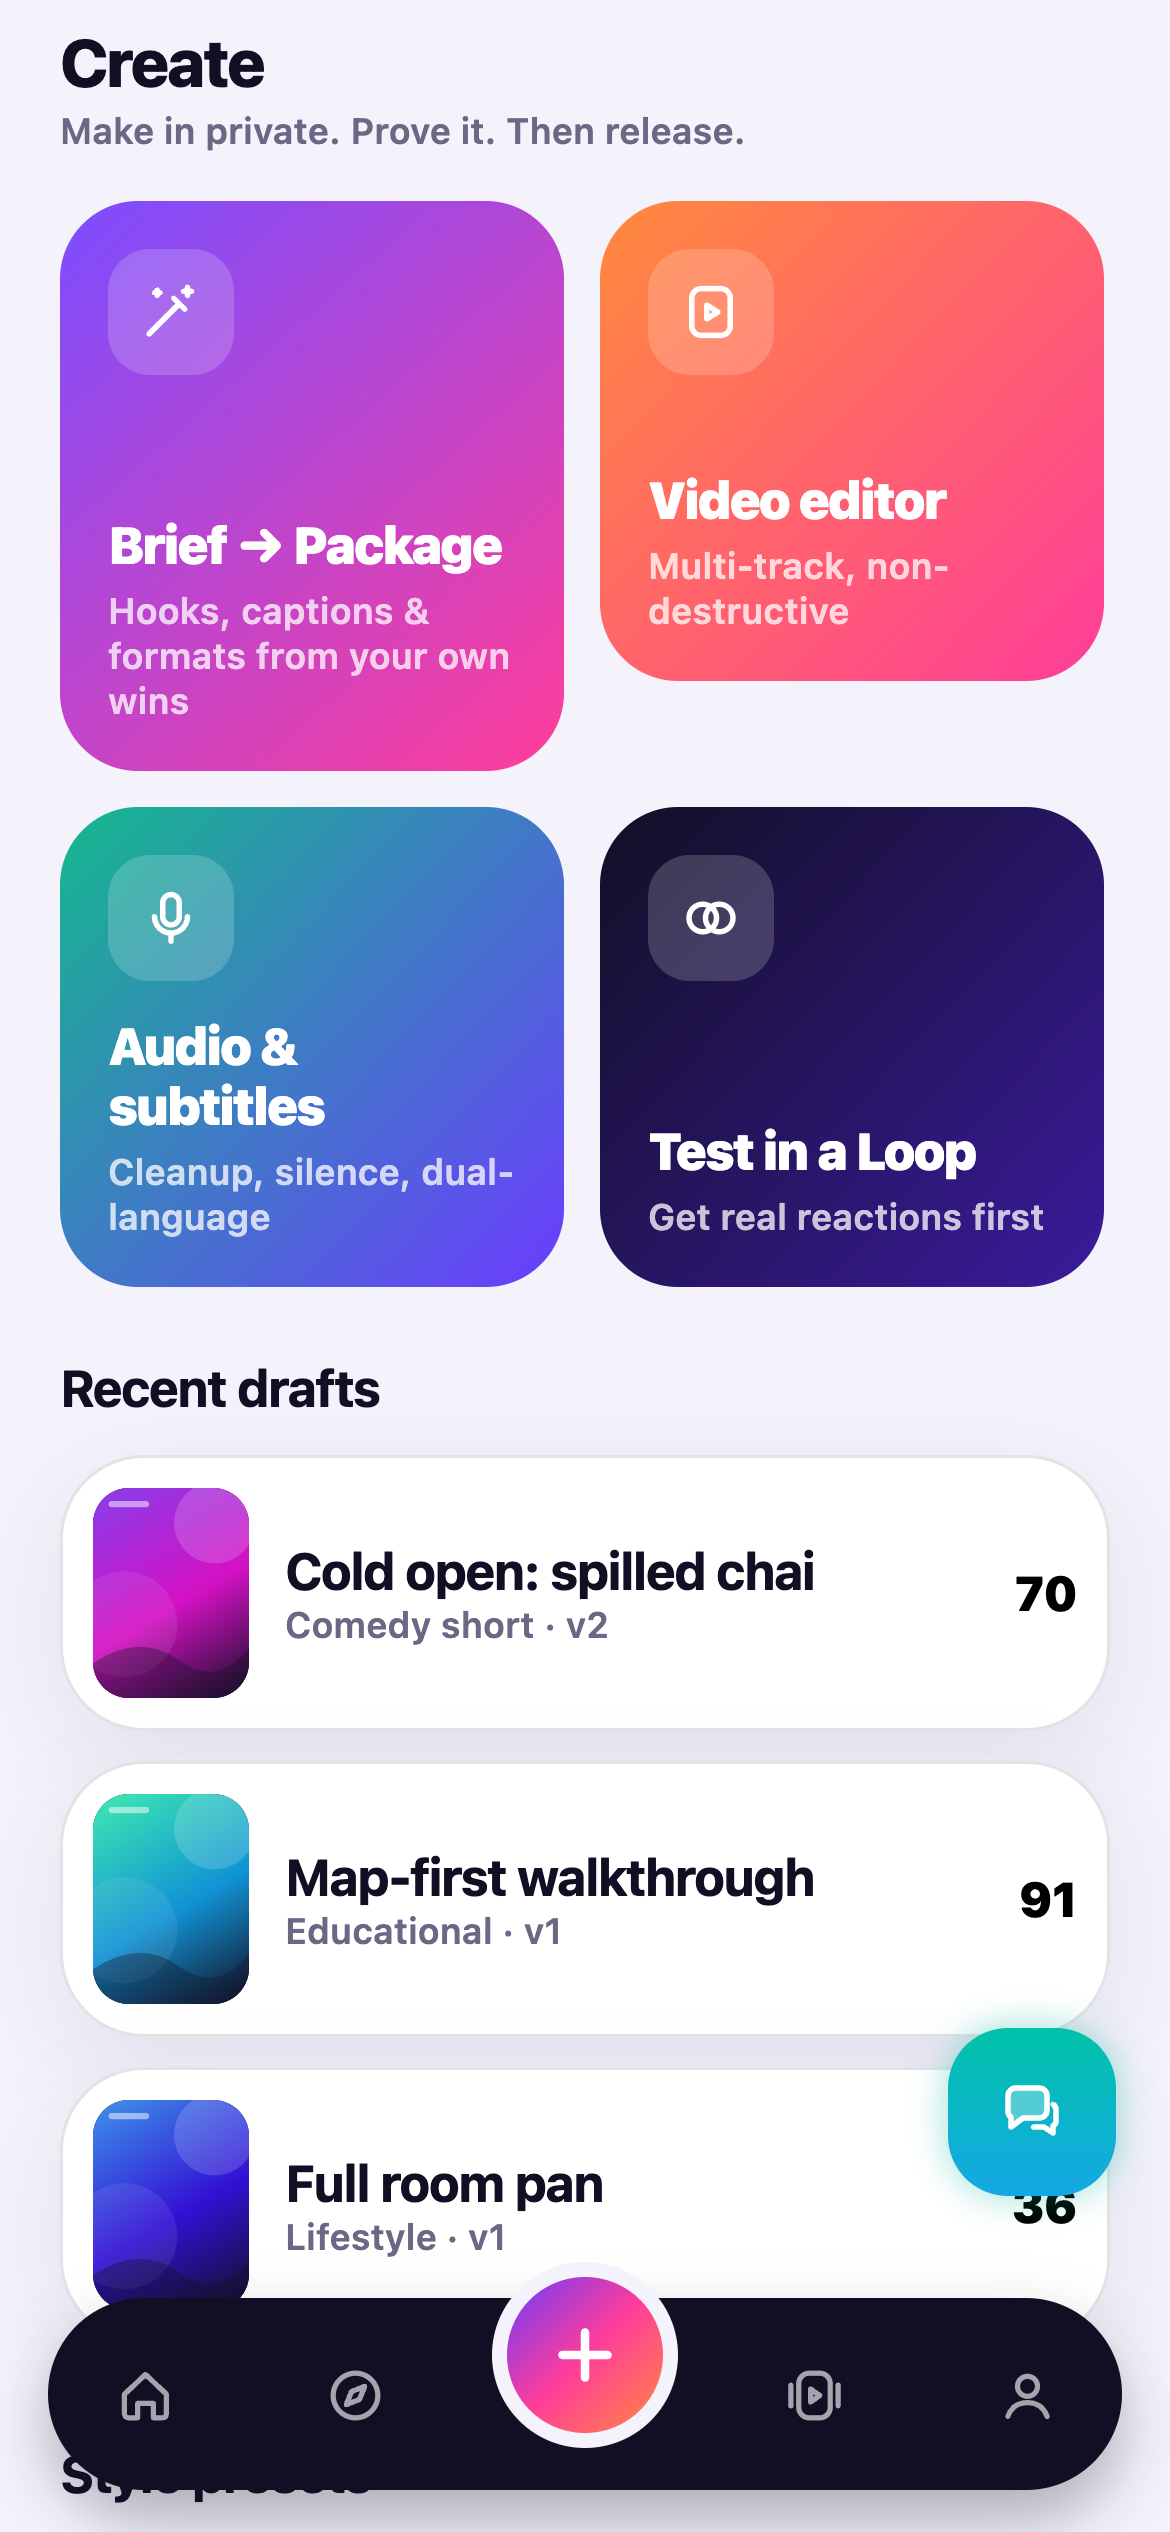 Create
Make in private. Prove it. Then release.
Brief → Package
Hooks, captions &
formats from your own
wins
Video editor
Multi-track, non-
destructive
Audio &
subtitles
Cleanup, silence, dual-
language
Test in a Loop
Get real reactions first
Recent drafts
Cold open: spilled chai
Comedy short · v2
70
Map-first walkthrough
Educational · v1
91
Full room pan
Lifestyle · v1
36
Style presets